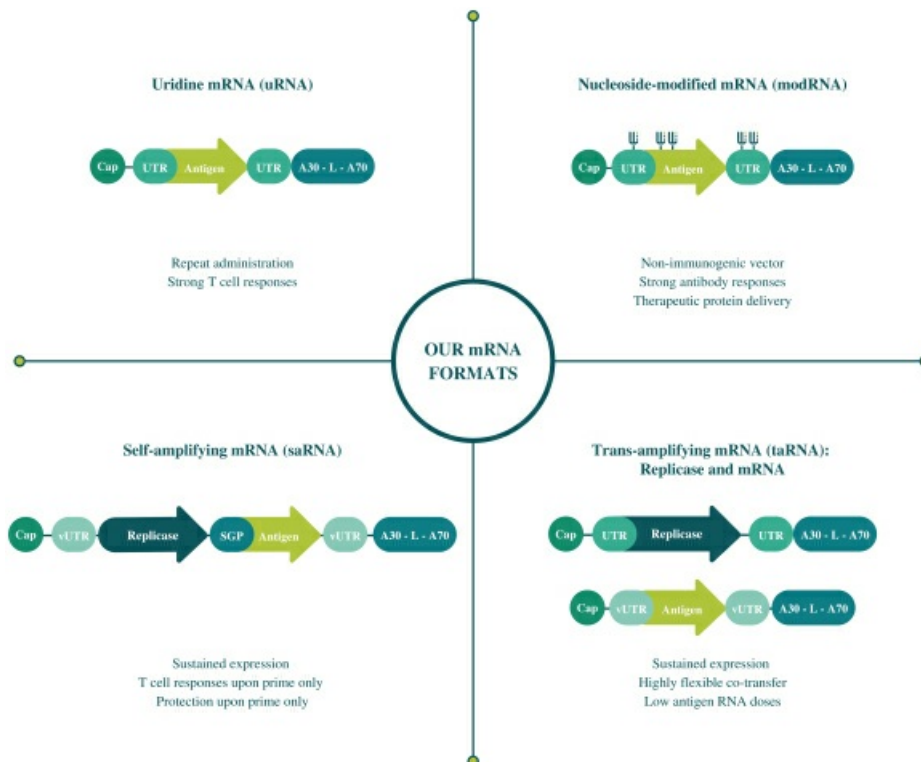 Uridine mRNA (uRNA)
Cap UTR Antigen UTR A30 - L - A70
Repeat administration
Strong T cell responses
Nucleoside-modified mRNA (modRNA)
Cap UTR Antigen UTR A30 - L - A70
Non-immunogenic vector
Strong antibody responses
Therapeutic protein delivery
OUR mRNA
FORMATS
Self-amplifying mRNA (saRNA)
Cap vUTR Replicase SGP Antigen vUTR A30 - L - A70
Sustained expression
T cell responses upon prime only
Protection upon prime only
Trans-amplifying mRNA (taRNA):
Replicase and mRNA
Cap UTR Replicase UTR A30 - L - A70
Cap vUTR Antigen vUTR A30 - L - A70
Sustained expression
Highly flexible co-transfer
Low antigen RNA doses